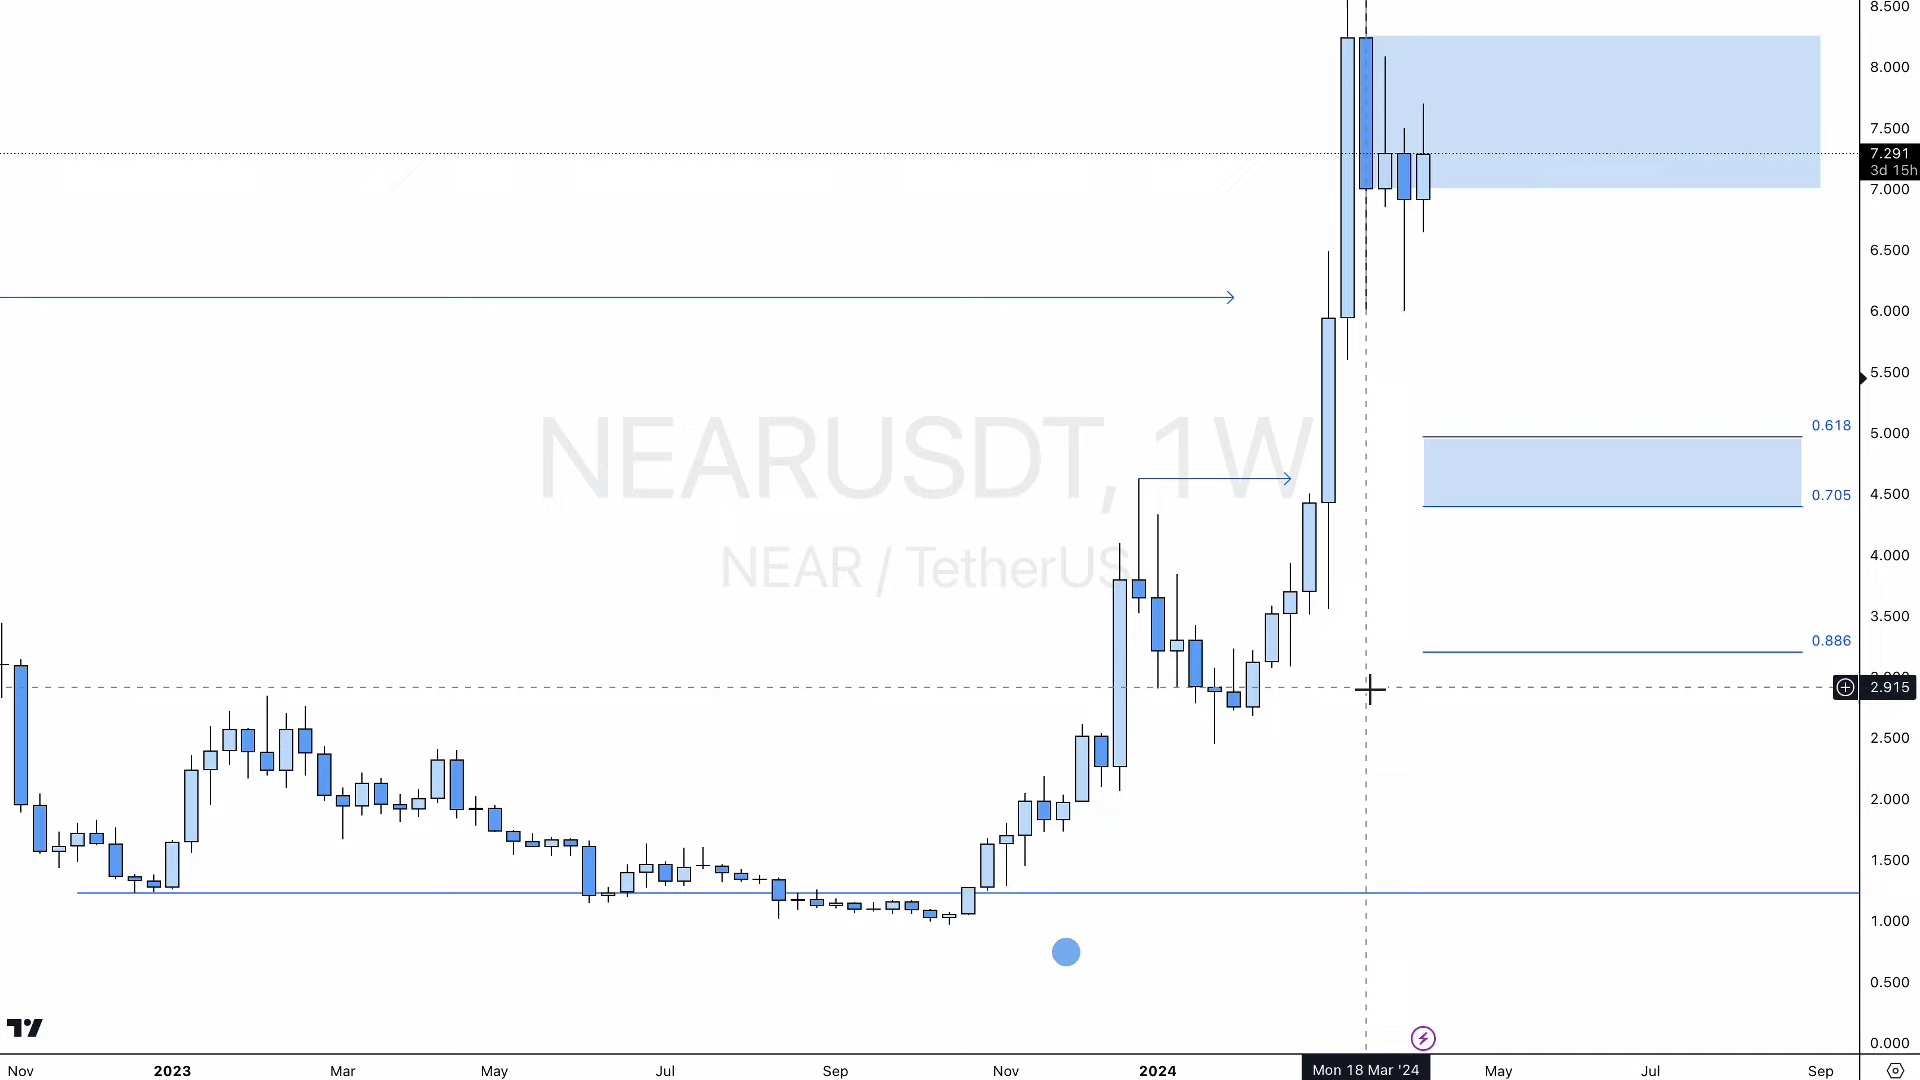 8.500
8.000
7.500
7.291
3d 15h
7.000
6.500
6.000
5.500
0.618
5.000
NEARUSDT, 1W
0.705
4.500
NEAR / TetherUS
4.000
3.500
0.886
2.915
2.500
2.000
1.500
1.000
0.500
0.000
Nov
2023
Mar
May
Jul
Sep
Nov
2024
Mon 18 Mar '24
May
Jul
Sep